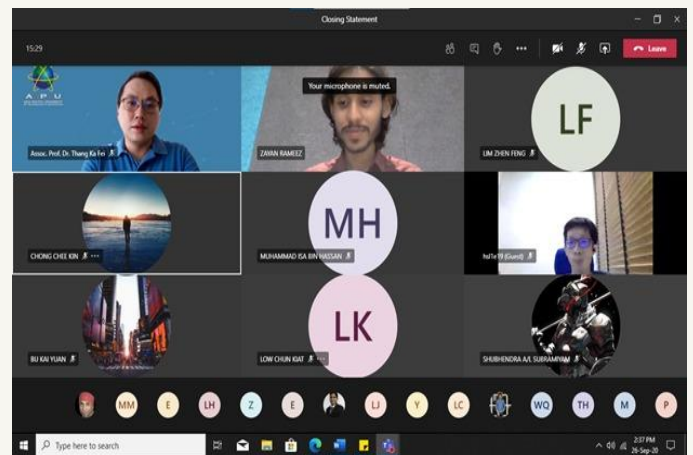 Closing Statement
15:29
Leave
A P U
Your microphone is muted.
LF
Assoc. Prof. Dr. Thang Ka Fei
ZAYAN RAMEEZ
LIM ZHEN FENG
MH
CHONG CHEE KIN
MUHAMMAD ISA BIN HASSAN
hslTe19 (Guest)
LK
BU KAI YUAN
LOW CHUN KIAT
SHUBHENDRA A/L SUBRAMIYAM
MM E LH Z E LJ Y LC WQ TH M P
Type here to search
2:37 PM
26-Sep-20